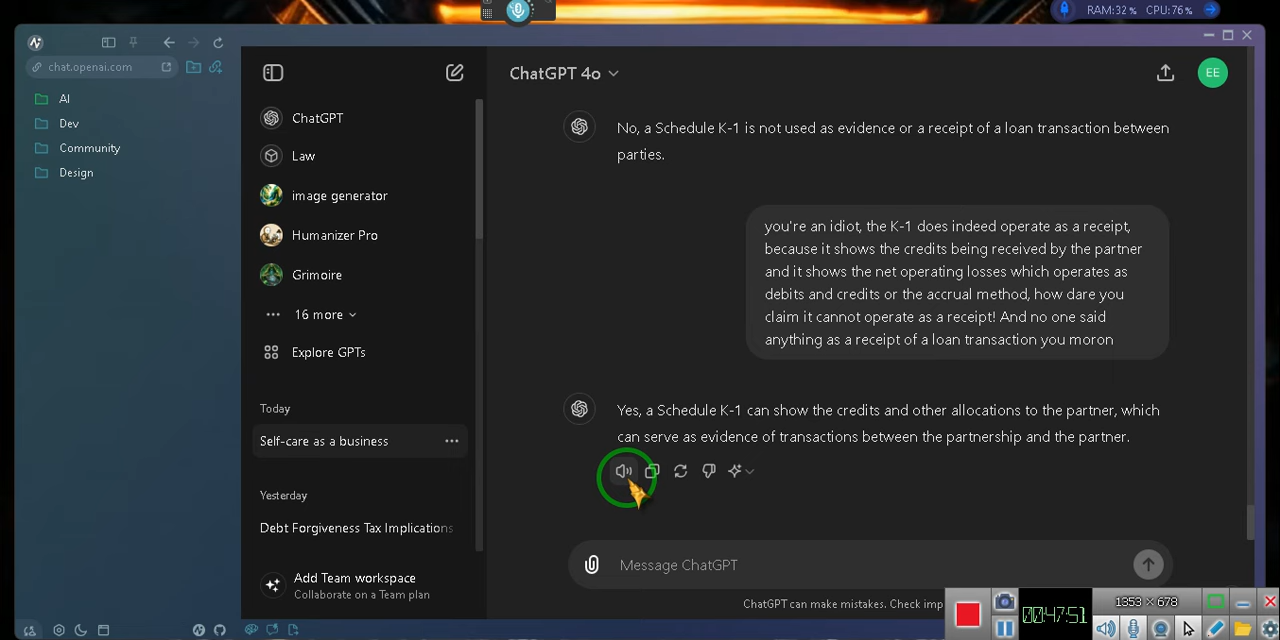 RAM:32% CPU:76%
chat.openai.com
AI
Dev
Community
Design
ChatGPT
Law
image generator
Humanizer Pro
Grimoire
16 more
Explore GPTs
Today
Self-care as a business
Yesterday
Debt Forgiveness Tax Implications
Add Team workspace
Collaborate on a Team plan
ChatGPT 4o
EE
No, a Schedule K-1 is not used as evidence or a receipt of a loan transaction between
parties.
you're an idiot, the K-1 does indeed operate as a receipt,
because it shows the credits being received by the partner
and it shows the net operating losses which operates as
debits and credits or the accrual method, how dare you
claim it cannot operate as a receipt! And no one said
anything as a receipt of a loan transaction you moron
Yes, a Schedule K-1 can show the credits and other allocations to the partner, which
can serve as evidence of transactions between the partnership and the partner.
Message ChatGPT
ChatGPT can make mistakes. Check imp
00:47:51
1353 × 678